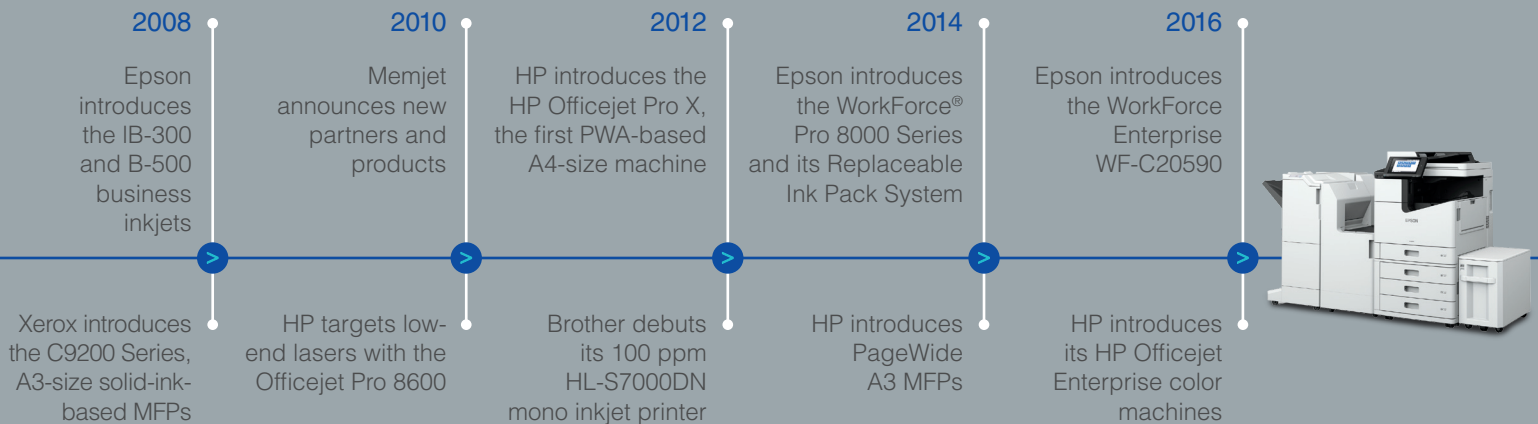 2008
Epson
introduces
the IB-300
and B-500
business
inkjets
Xerox introduces
the C9200 Series,
A3-size solid-ink-
based MFPs
2010
Memjet
announces new
partners and
products
HP targets low-
end lasers with the
Officejet Pro 8600
2012
HP introduces the
HP Officejet Pro X,
the first PWA-based
A4-size machine
Brother debuts
its 100 ppm
HL-S7000DN
mono inkjet printer
2014
Epson introduces
the WorkForce®
Pro 8000 Series
and its Replaceable
Ink Pack System
HP introduces
PageWide
A3 MFPs
2016
Epson introduces
the WorkForce
Enterprise
WF-C20590
HP introduces
its HP Officejet
Enterprise color
machines
EPSON